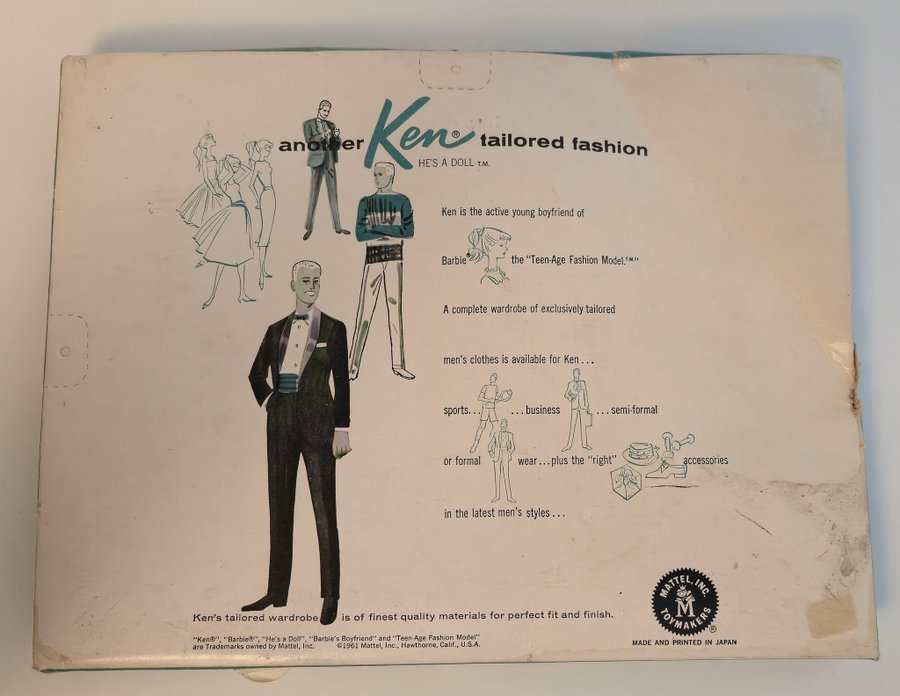 another Ken® tailored fashion
HE'S A DOLL T.M.
Ken is the active young boyfriend of
Barbie® the "Teen-Age Fashion Model."T.M.
A complete wardrobe of exclusively tailored
men's clothes is available for Ken...
sports... ...business ...semi-formal
or formal wear...plus the "right" accessories
in the latest men's styles...
Ken's tailored wardrobe is of finest quality materials for perfect fit and finish.
"Ken®", "Barbie®", "He's a Doll", "Barbie's Boyfriend" and "Teen-Age Fashion Model"
are Trademarks owned by Mattel, Inc. ©1961 Mattel, Inc., Hawthorne, Calif., U.S.A.
MATTEL, INC.
M
TOYMAKERS
®
MADE AND PRINTED IN JAPAN